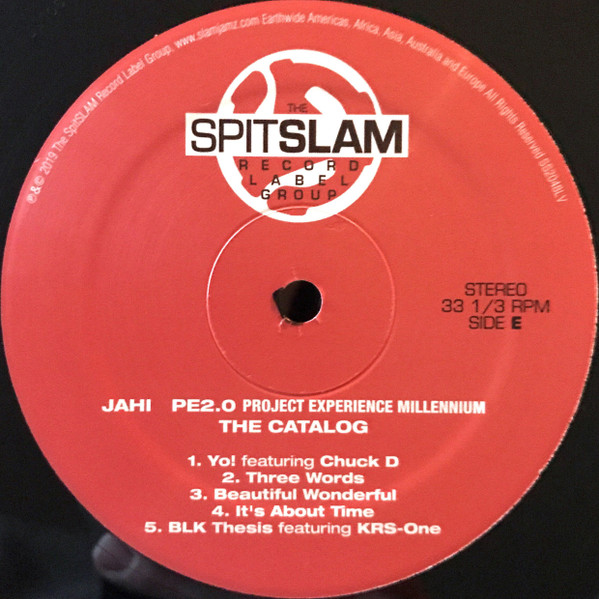 ℗&© 2019 The SpitSLAM Record Label Group. www.slamjamz.com Earthwide Americas, Africa, Asia, Australia and Europe All Rights Reserved
THE
SPITSLAM
RECORD
LABEL
GROUP
STEREO
33 1/3 RPM
SIDE E
JAHI PE2.0 PROJECT EXPERIENCE MILLENNIUM
THE CATALOG
1. Yo! featuring Chuck D
2. Three Words
3. Beautiful Wonderful
4. It's About Time
5. BLK Thesis featuring KRS-One